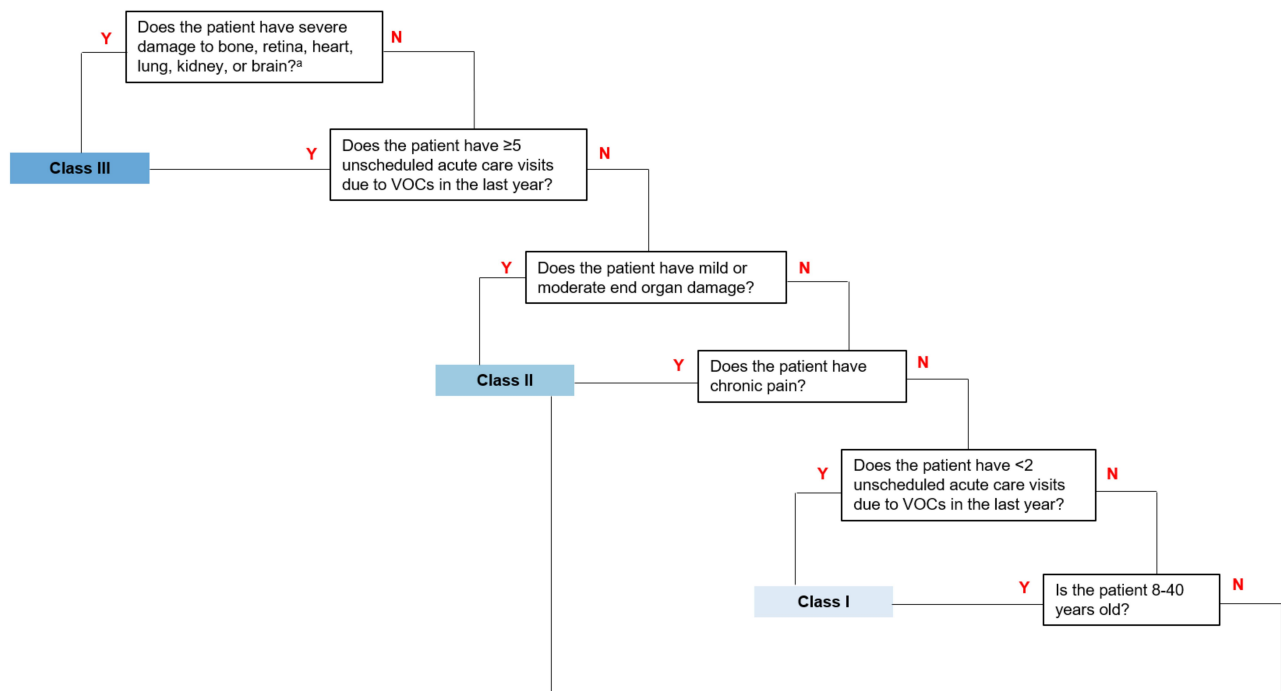 Does the patient have severe
damage to bone, retina, heart,
lung, kidney, or brain?ᵃ
Y
N
Class III
Does the patient have ≥5
unscheduled acute care visits
due to VOCs in the last year?
Y
N
Does the patient have mild or
moderate end organ damage?
Y
N
Class II
Does the patient have
chronic pain?
Y
N
Does the patient have <2
unscheduled acute care visits
due to VOCs in the last year?
Y
N
Class I
Is the patient 8-40
years old?
Y
N